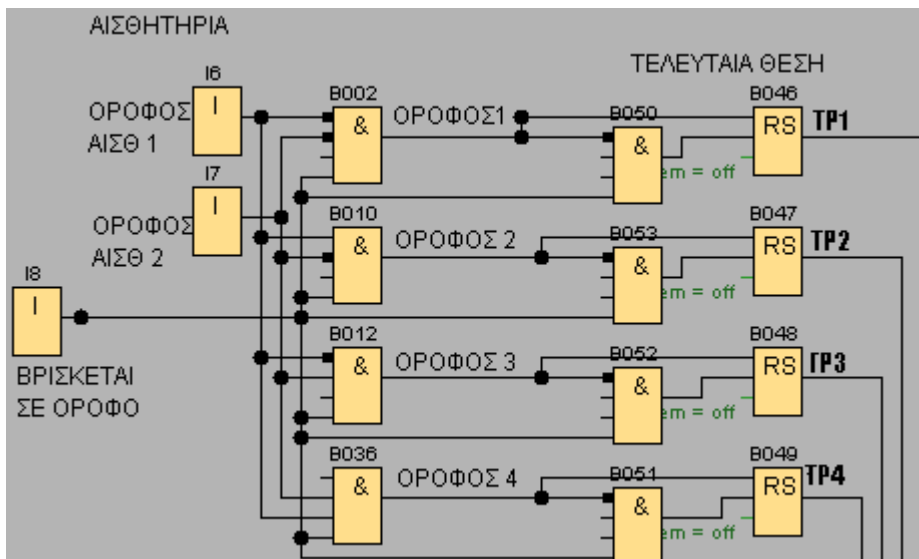 ΑΙΣΘΗΤΗΡΙΑ
I6
I
ΟΡΟΦΟΣ
ΑΙΣΘ 1
I7
I
ΟΡΟΦΟΣ
ΑΙΣΘ 2
I8
I
ΒΡΙΣΚΕΤΑΙ
ΣΕ ΟΡΟΦΟ
B002
&
ΟΡΟΦΟΣ1
B010
&
ΟΡΟΦΟΣ 2
B012
&
ΟΡΟΦΟΣ 3
B036
&
ΟΡΟΦΟΣ 4
ΤΕΛΕΥΤΑΙΑ ΘΕΣΗ
B050
&
B046
RS
TP1
em = off
B053
&
B047
RS
TP2
em = off
B052
&
B048
RS
TP3
em = off
B051
&
B049
RS
TP4
em = off